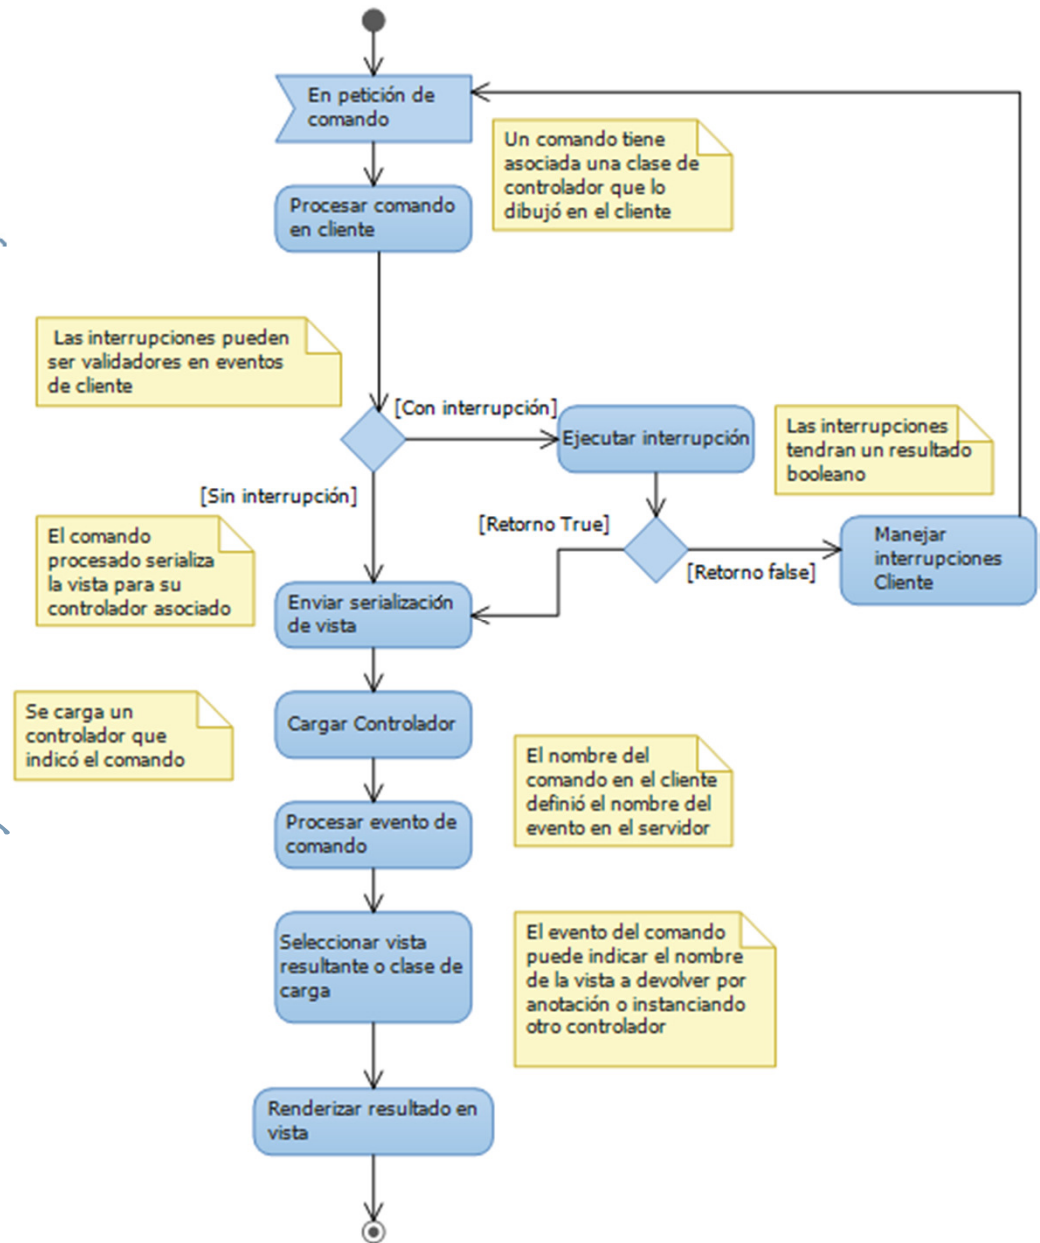 En petición de
comando
Un comando tiene
asociada una clase de
controlador que lo
dibujó en el cliente
Procesar comando
en cliente
Las interrupciones pueden
ser validadores en eventos
de cliente
[Con interrupción]
Ejecutar interrupción
Las interrupciones
tendran un resultado
booleano
[Sin interrupción]
[Retorno True]
[Retorno false]
Manejar
interrupciones
Cliente
El comando
procesado serializa
la vista para su
controlador asociado
Enviar serialización
de vista
Se carga un
controlador que
indicó el comando
Cargar Controlador
El nombre del
comando en el cliente
definió el nombre del
evento en el servidor
Procesar evento de
comando
Seleccionar vista
resultante o clase de
carga
El evento del comando
puede indicar el nombre
de la vista a devolver por
anotación o instanciando
otro controlador
Renderizar resultado en
vista